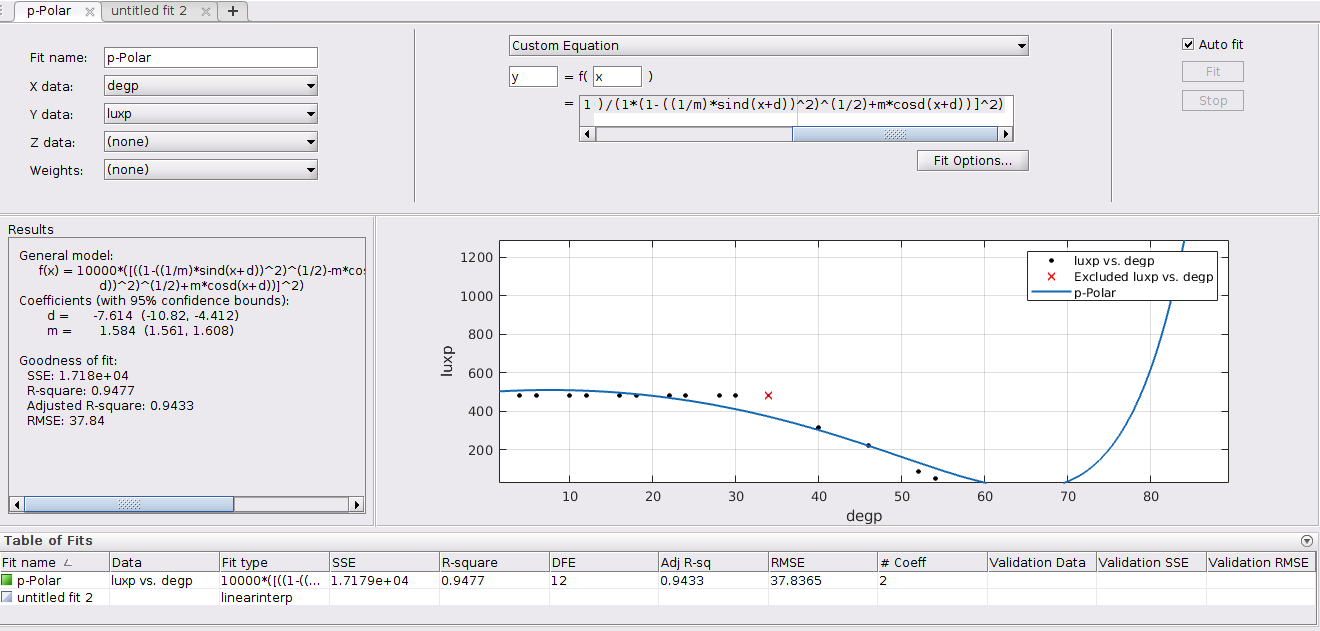 p-Polar
untitled fit 2
+
Fit name: p-Polar
X data: degp
Y data: luxp
Z data: (none)
Weights: (none)
Custom Equation
y = f( x )
= 1 )/(1*(1-((1/m)*sind(x+d))^2)^(1/2)+m*cosd(x+d))]^2)
Fit Options...
Auto fit
Fit
Stop
Results
General model:
f(x) = 10000*([((1-((1/m)*sind(x+d))^2)^(1/2)-m*cos
d))^2)^(1/2)+m*cosd(x+d))]^2)
Coefficients (with 95% confidence bounds):
d = -7.614 (-10.82, -4.412)
m = 1.584 (1.561, 1.608)
Goodness of fit:
SSE: 1.718e+04
R-square: 0.9477
Adjusted R-square: 0.9433
RMSE: 37.84
luxp vs. degp
Excluded luxp vs. degp
p-Polar
1200
1000
800
600
400
200
luxp
10 20 30 40 50 60 70 80
degp
Table of Fits
Fit name Data Fit type SSE R-square DFE Adj R-sq RMSE # Coeff Validation Data Validation SSE Validation RMSE
p-Polar luxp vs. degp 10000*([((1-((... 1.7179e+04 0.9477 12 0.9433 37.8365 2
untitled fit 2 linearinterp